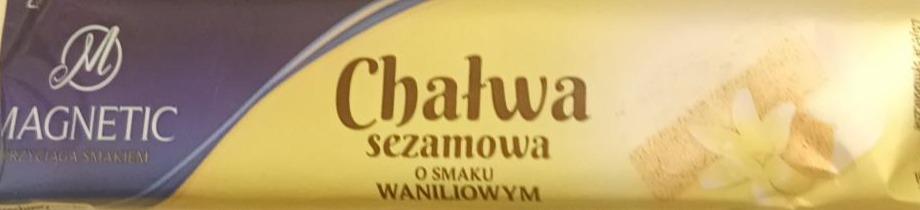 M
MAGNETIC
PRZYCIĄGA SMAKIEM
Chałwa
sezamowa
O SMAKU
WANILIOWYM